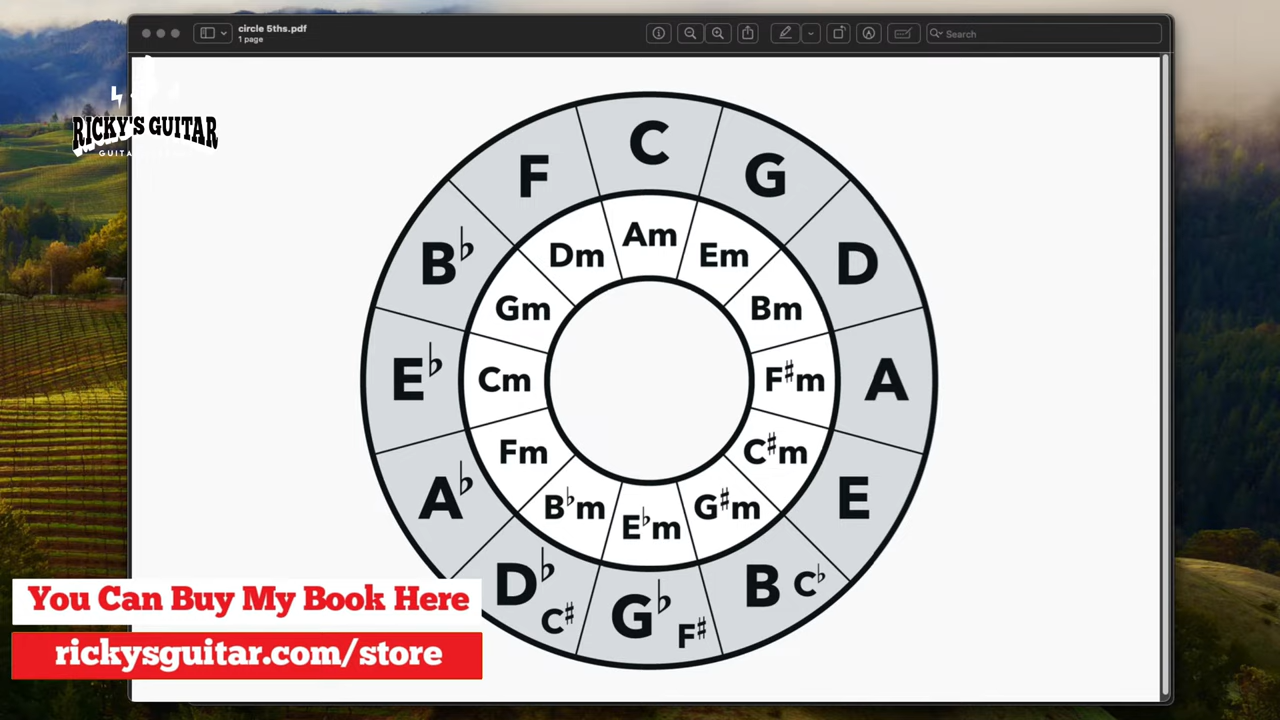 circle 5ths.pdf
1 page
Search
RICKY'S GUITAR
C
F
G
B♭
D
E♭
A
A♭
E
D♭
C♯
G♭
F♯
B C♭
Am
Dm
Em
Gm
Bm
Cm
F♯m
Fm
C♯m
B♭m
E♭m
G♯m
You Can Buy My Book Here
rickysguitar.com/store